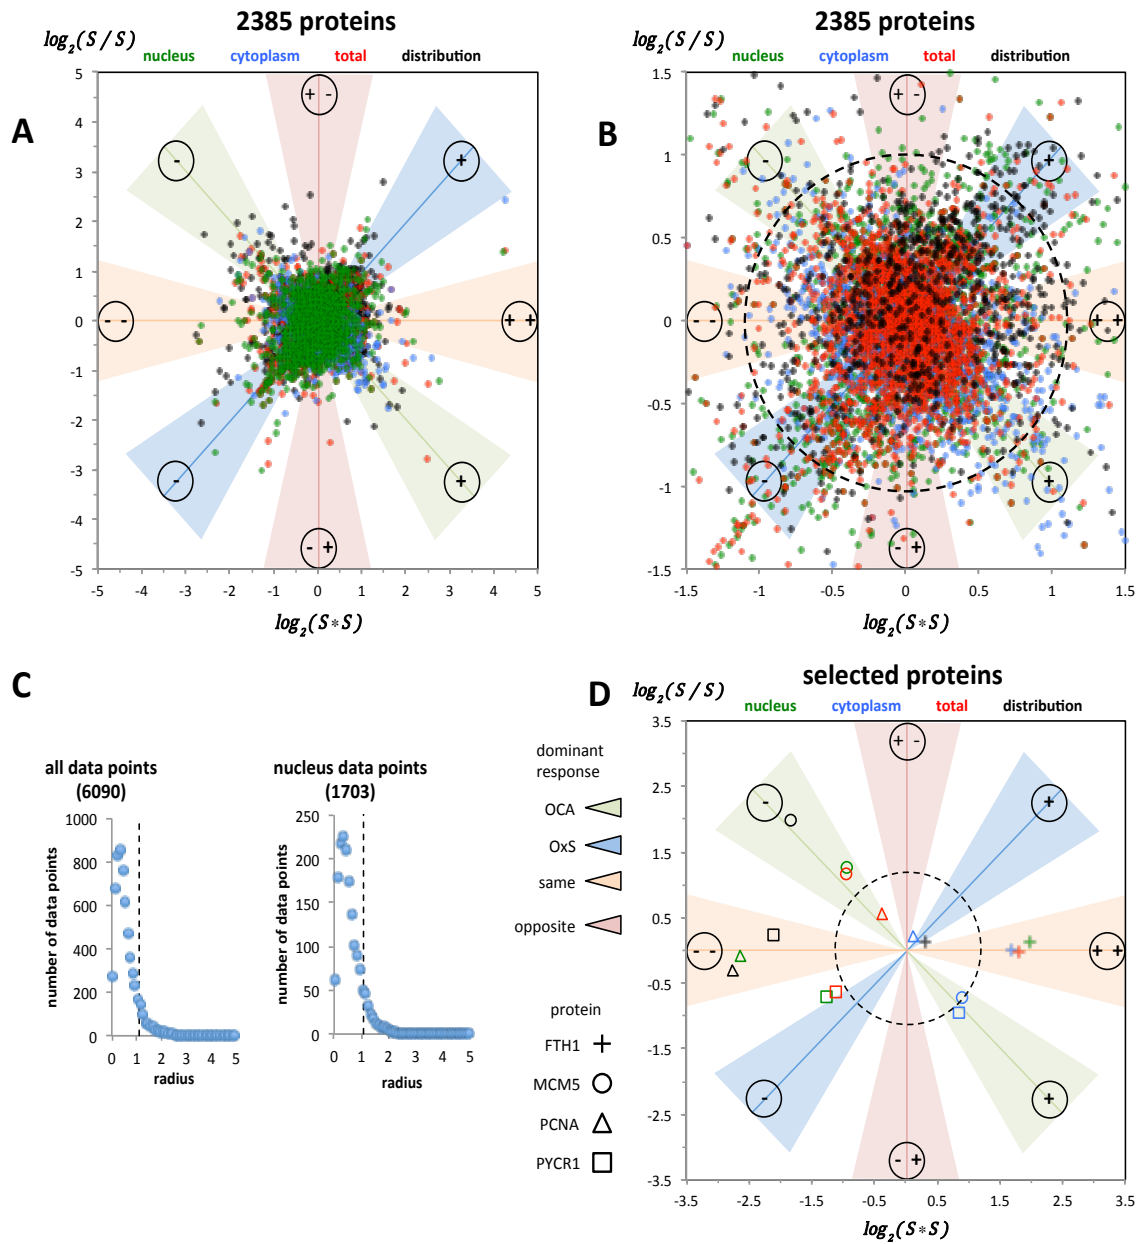 A
2385 proteins
log2(S/S)
nucleus cytoplasm total distribution
5
4
3
2
1
0
-1
-2
-3
-4
-5
-5 -4 -3 -2 -1 0 1 2 3 4 5
+ -
-
+
- -
+ +
-
+
- +
log2(S*S)
B
2385 proteins
log2(S/S)
nucleus cytoplasm total distribution
1.5
1
0.5
0
-0.5
-1
-1.5
-1.5 -1 -0.5 0 0.5 1 1.5
+ -
-
+
- -
+ +
-
+
- +
log2(S*S)
C
all data points
(6090)
number of data points
1000
800
600
400
200
0
0 1 2 3 4 5
radius
nucleus data points
(1703)
number of data points
250
200
150
100
50
0
0 1 2 3 4 5
radius
dominant
response
OCA
OxS
same
opposite
protein
FTH1
MCM5
PCNA
PYCR1
D
selected proteins
log2(S/S)
nucleus cytoplasm total distribution
3.5
2.5
1.5
0.5
-0.5
-1.5
-2.5
-3.5
-3.5 -2.5 -1.5 -0.5 0.5 1.5 2.5 3.5
+ -
-
+
- -
+ +
-
+
- +
log2(S*S)